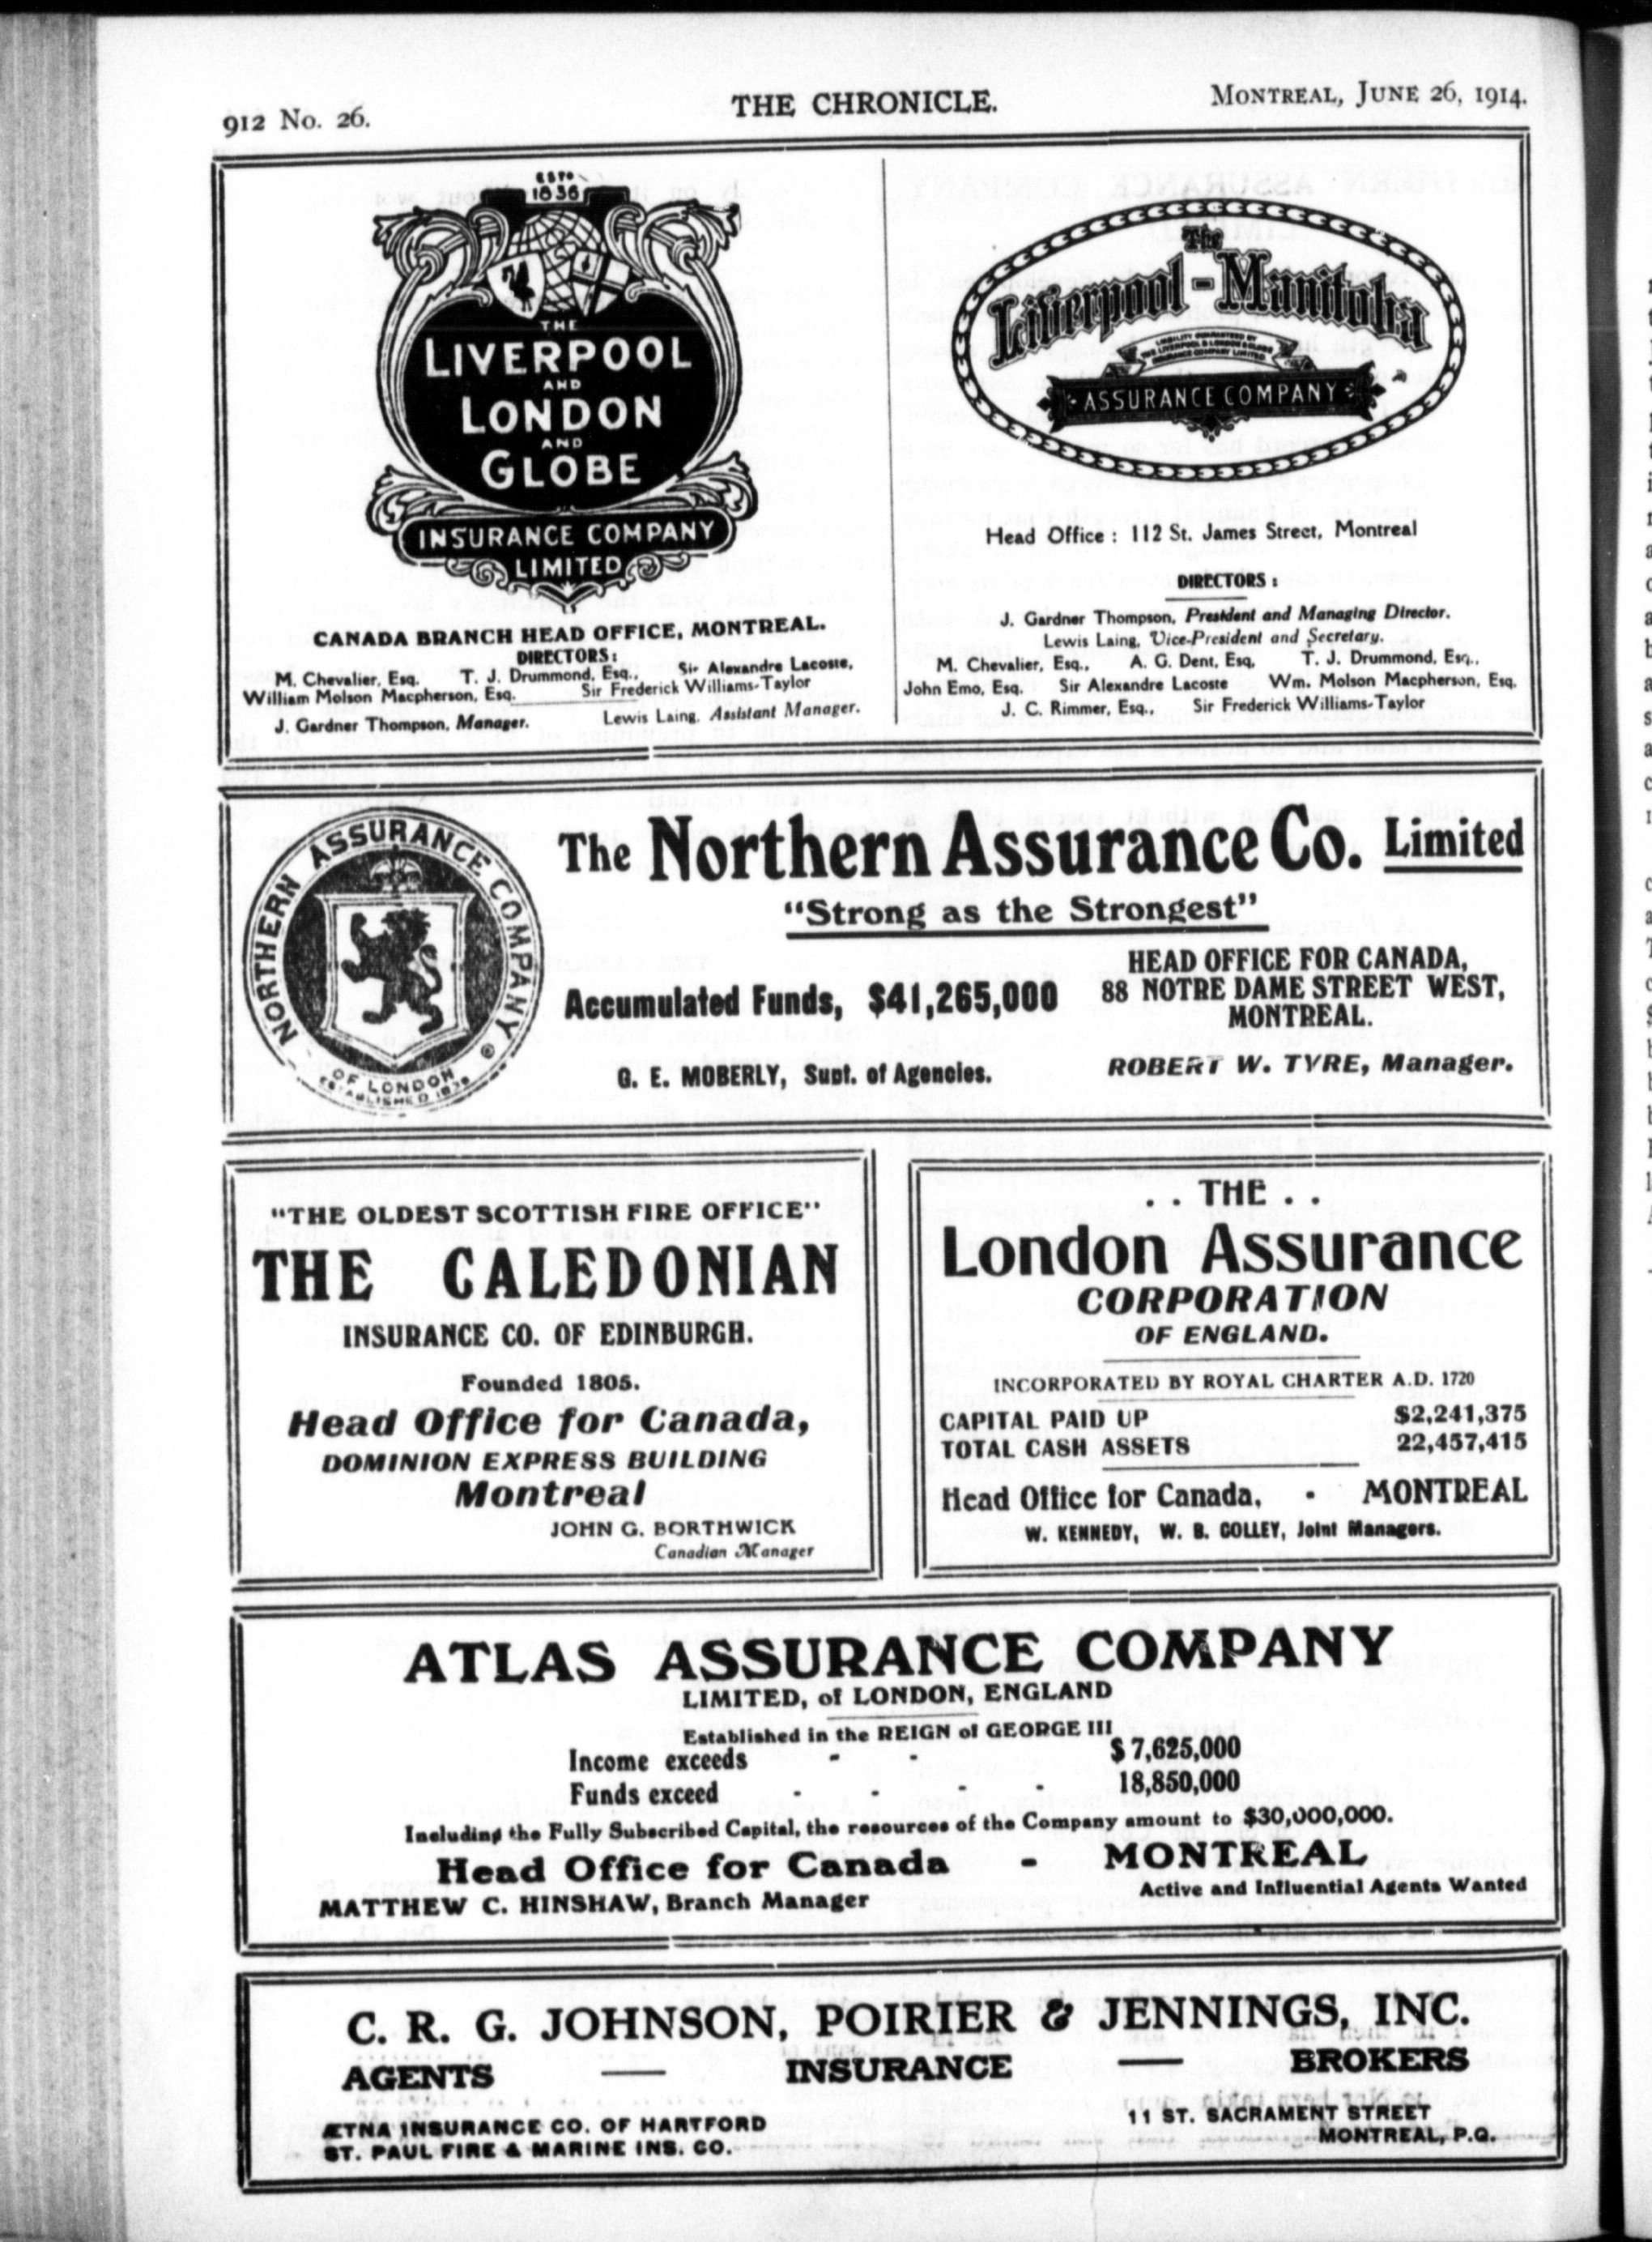 912 No. 26.
THE CHRONICLE.
MONTREAL, JUNE 26, 1914.
ESTD
1836
THE
LIVERPOOL
AND
LONDON
AND
GLOBE
INSURANCE COMPANY
LIMITED
CANADA BRANCH HEAD OFFICE, MONTREAL.
DIRECTORS:
M. Chevalier, Esq. T. J. Drummond, Esq., Sir Alexandre Lacoste,
William Molson Macpherson, Esq. Sir Frederick Williams-Taylor
J. Gardner Thompson, Manager. Lewis Laing, Assistant Manager.
The
Liverpool-Manitoba
LIABILITY GUARANTEED BY
THE LIVERPOOL & LONDON & GLOBE
INSURANCE COMPANY LIMITED
ASSURANCE COMPANY
Head Office : 112 St. James Street, Montreal
DIRECTORS :
J. Gardner Thompson, President and Managing Director.
Lewis Laing, Vice-President and Secretary.
M. Chevalier, Esq., A. G. Dent, Esq, T. J. Drummond, Esq.,
John Emo, Esq. Sir Alexandre Lacoste Wm. Molson Macpherson, Esq.
J. C. Rimmer, Esq., Sir Frederick Williams-Taylor
NORTHERN ASSURANCE COMPANY
OF LONDON
ESTABLISHED 1836
The Northern Assurance Co. Limited
"Strong as the Strongest"
Accumulated Funds, $41,265,000
HEAD OFFICE FOR CANADA,
88 NOTRE DAME STREET WEST,
MONTREAL.
G. E. MOBERLY, Supt. of Agencies.
ROBERT W. TYRE, Manager.
"THE OLDEST SCOTTISH FIRE OFFICE"
THE CALEDONIAN
INSURANCE CO. OF EDINBURGH.
Founded 1805.
Head Office for Canada,
DOMINION EXPRESS BUILDING
Montreal
JOHN G. BORTHWICK
Canadian Manager
. . THE . .
London Assurance
CORPORATION
OF ENGLAND.
INCORPORATED BY ROYAL CHARTER A.D. 1720
CAPITAL PAID UP $2,241,375
TOTAL CASH ASSETS 22,457,415
Head Office for Canada, - MONTREAL
W. KENNEDY, W. B. COLLEY, Joint Managers.
ATLAS ASSURANCE COMPANY
LIMITED, of LONDON, ENGLAND
Established in the REIGN of GEORGE III
Income exceeds - - $ 7,625,000
Funds exceed - - - - 18,850,000
Including the Fully Subscribed Capital, the resources of the Company amount to $30,000,000.
Head Office for Canada - MONTREAL
MATTHEW C. HINSHAW, Branch Manager
Active and Influential Agents Wanted
C. R. G. JOHNSON, POIRIER & JENNINGS, INC.
AGENTS — INSURANCE — BROKERS
ÆTNA INSURANCE CO. OF HARTFORD
ST. PAUL FIRE & MARINE INS. CO.
11 ST. SACRAMENT STREET
MONTREAL, P.Q.